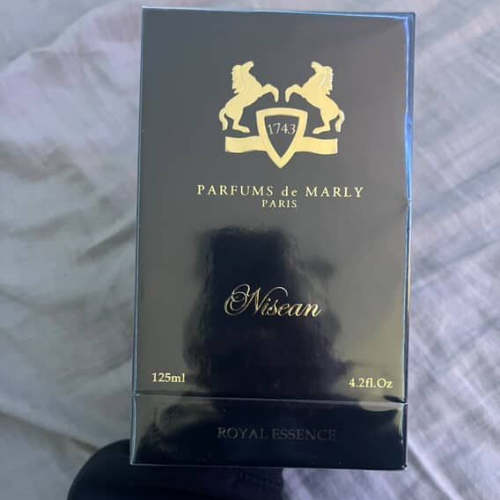 1743
PARFUMS de MARLY
PARIS
Nisean
125ml 4.2fl.Oz
ROYAL ESSENCE